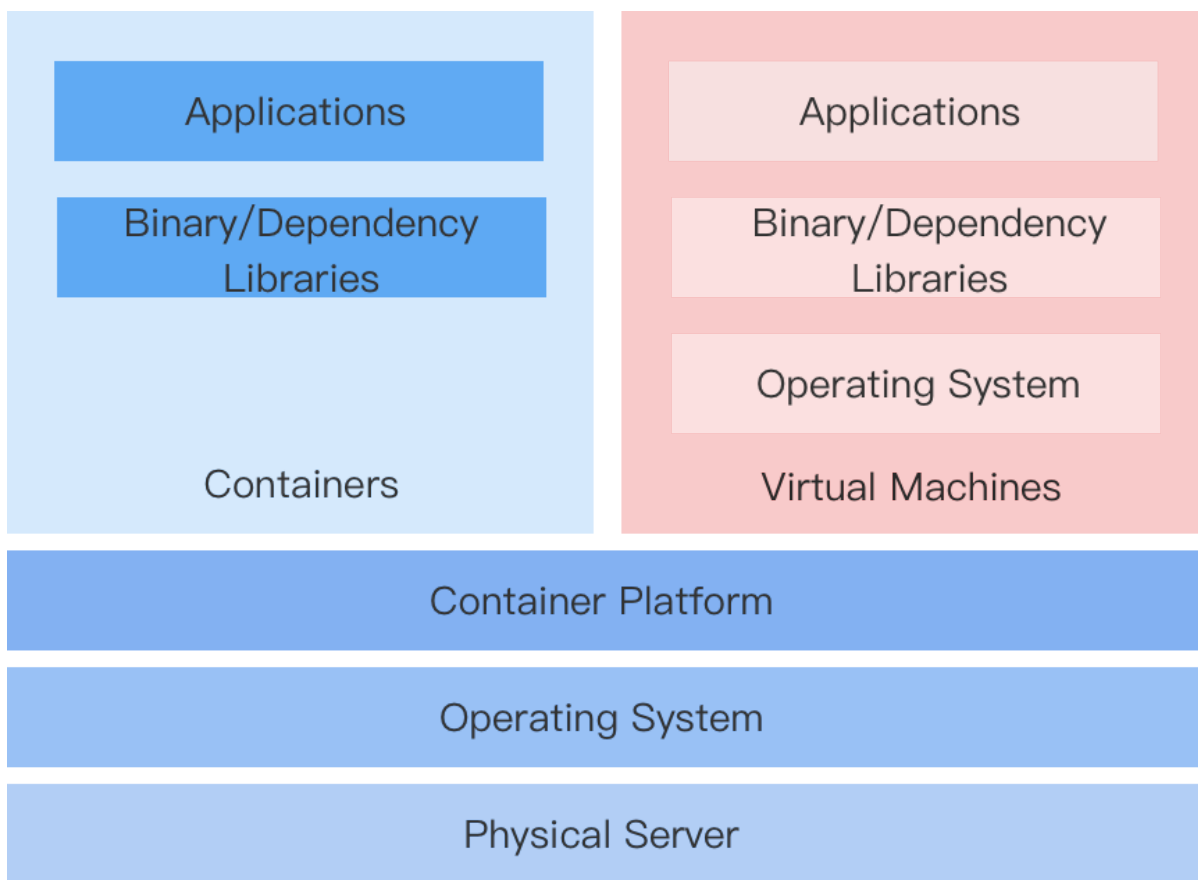 Applications
Binary/Dependency
Libraries
Containers
Applications
Binary/Dependency
Libraries
Operating System
Virtual Machines
Container Platform
Operating System
Physical Server